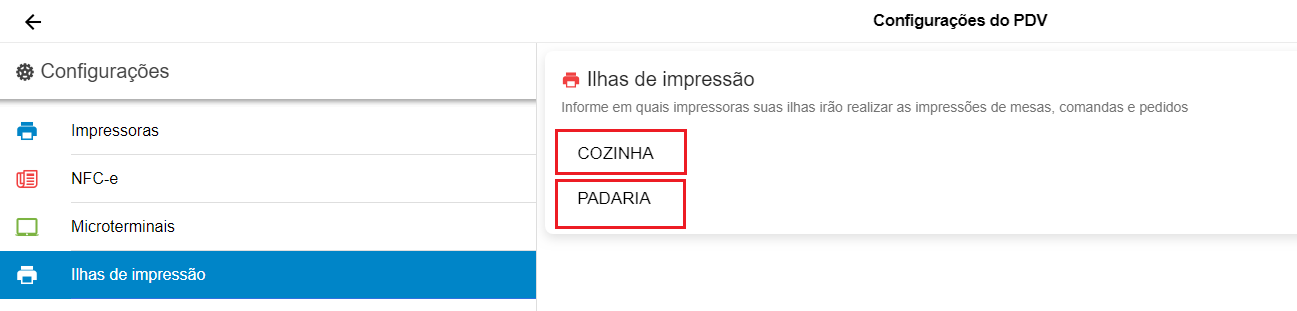 Configurações do PDV
Configurações
Impressoras
NFC-e
Microterminais
Ilhas de impressão
Ilhas de impressão
Informe em quais impressoras suas ilhas irão realizar as impressões de mesas, comandas e pedidos
COZINHA
PADARIA